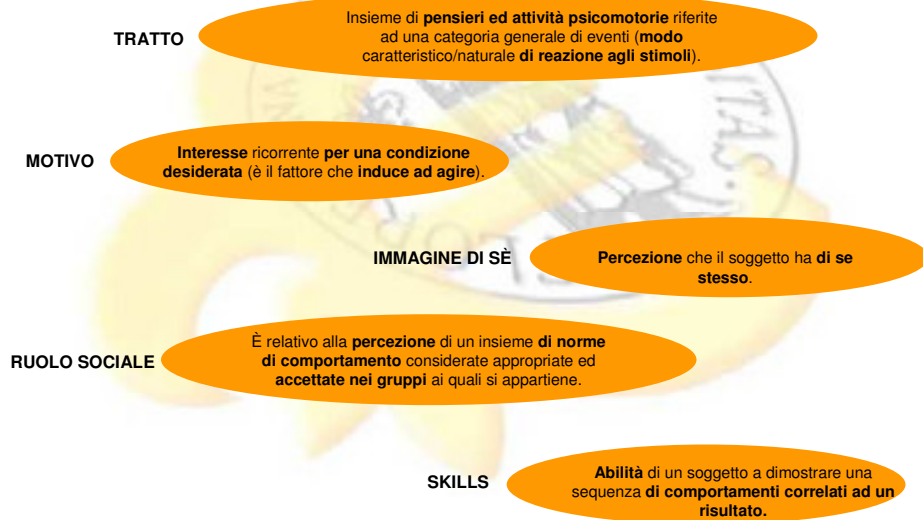 Insieme di pensieri ed attività psicomotorie riferite
TRATTO
ad una categoria generale di eventi (modo
caratteristico/naturale di reazione agli stimoli).
MOTIVO
Interesse ricorrente per una condizione
desiderata (è il fattore che induce ad agire).
IMMAGINE DI SÈ
Percezione che il soggetto ha di se
stesso.
RUOLO SOCIALE
È relativo alla percezione di un insieme di norme
di comportamento considerate appropriate ed
accettate nei gruppi ai quali si appartiene.
SKILLS
Abilità di un soggetto a dimostrare una
sequenza di comportamenti correlati ad un
risultato.